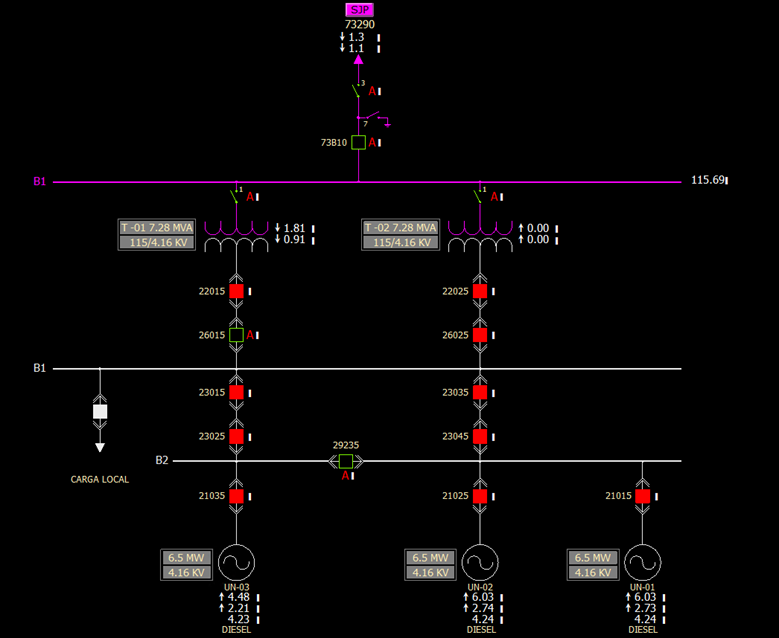 SJP
73290
↓ 1.3
↓ 1.1
3
A
7
73B10 A
B1 115.69
1 A
1 A
T -01 7.28 MVA
115/4.16 KV
↓ 1.81
↓ 0.91
T -02 7.28 MVA
115/4.16 KV
↑ 0.00
↑ 0.00
22015
22025
26015 A
26025
B1
23015
23035
23025
23045
29235
A
B2
CARGA LOCAL
21035
21025
21015
6.5 MW
4.16 KV
6.5 MW
4.16 KV
6.5 MW
4.16 KV
UN-03
↑ 4.48
↑ 2.21
4.23
DIESEL
UN-02
↑ 6.03
↑ 2.74
4.24
DIESEL
UN-01
↑ 6.03
↑ 2.73
4.24
DIESEL